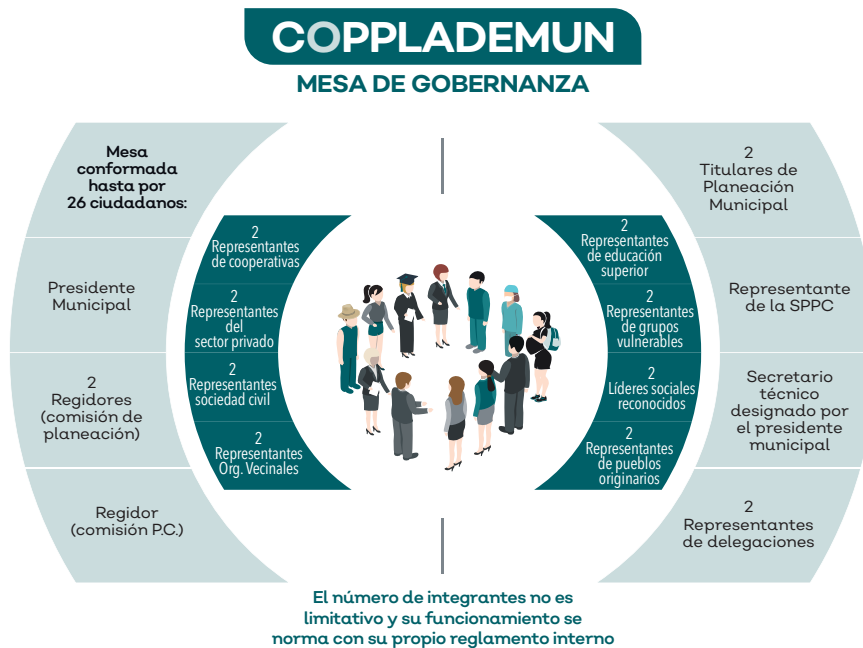 COPPLADEMUN
MESA DE GOBERNANZA
Mesa
conformada
hasta por
26 ciudadanos:
Presidente
Municipal
2
Regidores
(comisión de
planeación)
Regidor
(comisión P.C.)
2
Representantes
de cooperativas
2
Representantes
del
sector privado
2
Representantes
sociedad civil
2
Representantes
Org. Vecinales
2
Representantes
de educación
superior
2
Representantes
de grupos
vulnerables
2
Líderes sociales
reconocidos
2
Representantes
de pueblos
originarios
2
Titulares de
Planeación
Municipal
Representante
de la SPPC
Secretario
técnico
designado por
el presidente
municipal
2
Representantes
de delegaciones
El número de integrantes no es
limitativo y su funcionamiento se
norma con su propio reglamento interno